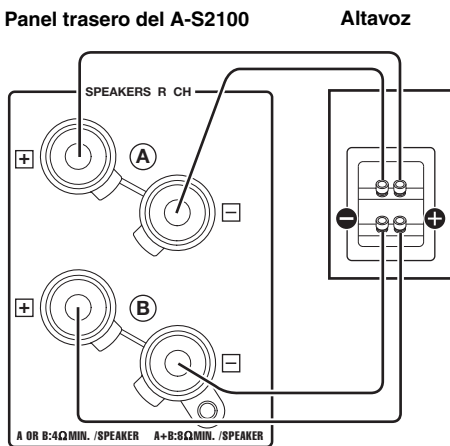 Panel trasero del A-S2100
Altavoz
SPEAKERS R CH
+
A
−
+
B
−
− +
A OR B:4ΩMIN. /SPEAKER A+B:8ΩMIN. /SPEAKER